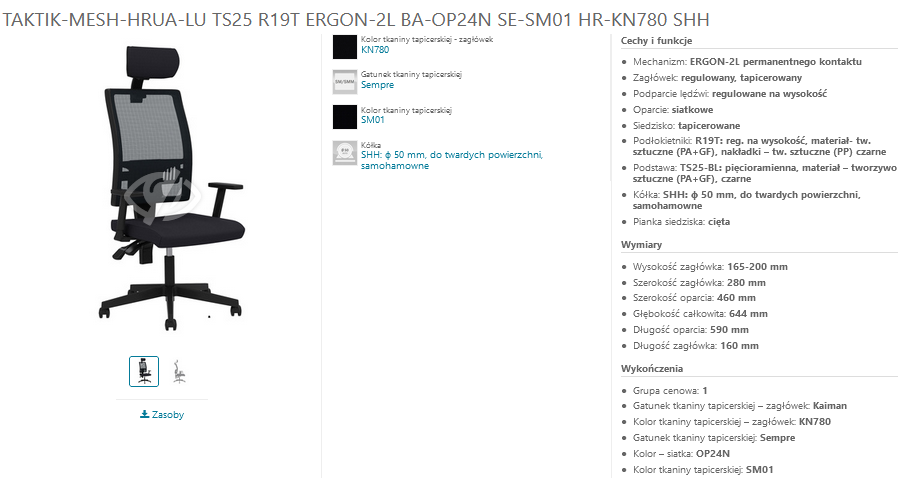 TAKTIK-MESH-HRUA-LU TS25 R19T ERGON-2L BA-OP24N SE-SM01 HR-KN780 SHH
Kolor tkaniny tapicerskiej - zagłówek
KN780
SM/SMM
Gatunek tkaniny tapicerskiej
Sempre
Kolor tkaniny tapicerskiej
SM01
Kółka
SHH: ϕ 50 mm, do twardych powierzchni,
samohamowne
Zasoby
Cechy i funkcje
Mechanizm: ERGON-2L permanentnego kontaktu
Zagłówek: regulowany, tapicerowany
Podparcie lędźwi: regulowane na wysokość
Oparcie: siatkowe
Siedzisko: tapicerowane
Podłokietniki: R19T: reg. na wysokość, materiał- tw.
sztuczne (PA+GF), nakładki – tw. sztuczne (PP) czarne
Podstawa: TS25-BL: pięcioramienna, materiał – tworzywo
sztuczne (PA+GF), czarne
Kółka: SHH: ϕ 50 mm, do twardych powierzchni,
samohamowne
Pianka siedziska: cięta
Wymiary
Wysokość zagłówka: 165-200 mm
Szerokość zagłówka: 280 mm
Szerokość oparcia: 460 mm
Głębokość całkowita: 644 mm
Długość oparcia: 590 mm
Długość zagłówka: 160 mm
Wykończenia
Grupa cenowa: 1
Gatunek tkaniny tapicerskiej – zagłówek: Kaiman
Kolor tkaniny tapicerskiej – zagłówek: KN780
Gatunek tkaniny tapicerskiej: Sempre
Kolor – siatka: OP24N
Kolor tkaniny tapicerskiej: SM01